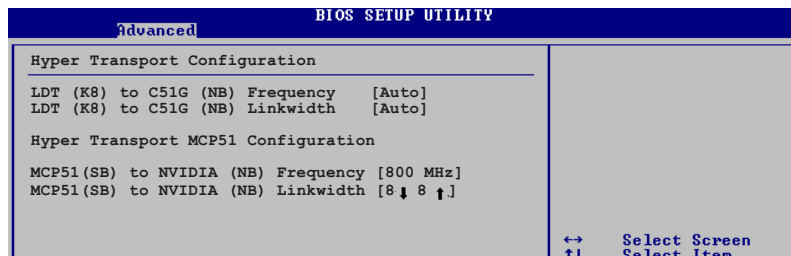 BIOS SETUP UTILITY
Advanced
Hyper Transport Configuration
LDT (K8) to C51G (NB) Frequency [Auto]
LDT (K8) to C51G (NB) Linkwidth [Auto]
Hyper Transport MCP51 Configuration
MCP51(SB) to NVIDIA (NB) Frequency [800 MHz]
MCP51(SB) to NVIDIA (NB) Linkwidth [8 ⬇ 8 ⬆]
↔ Select Screen
↑↓ Select Item